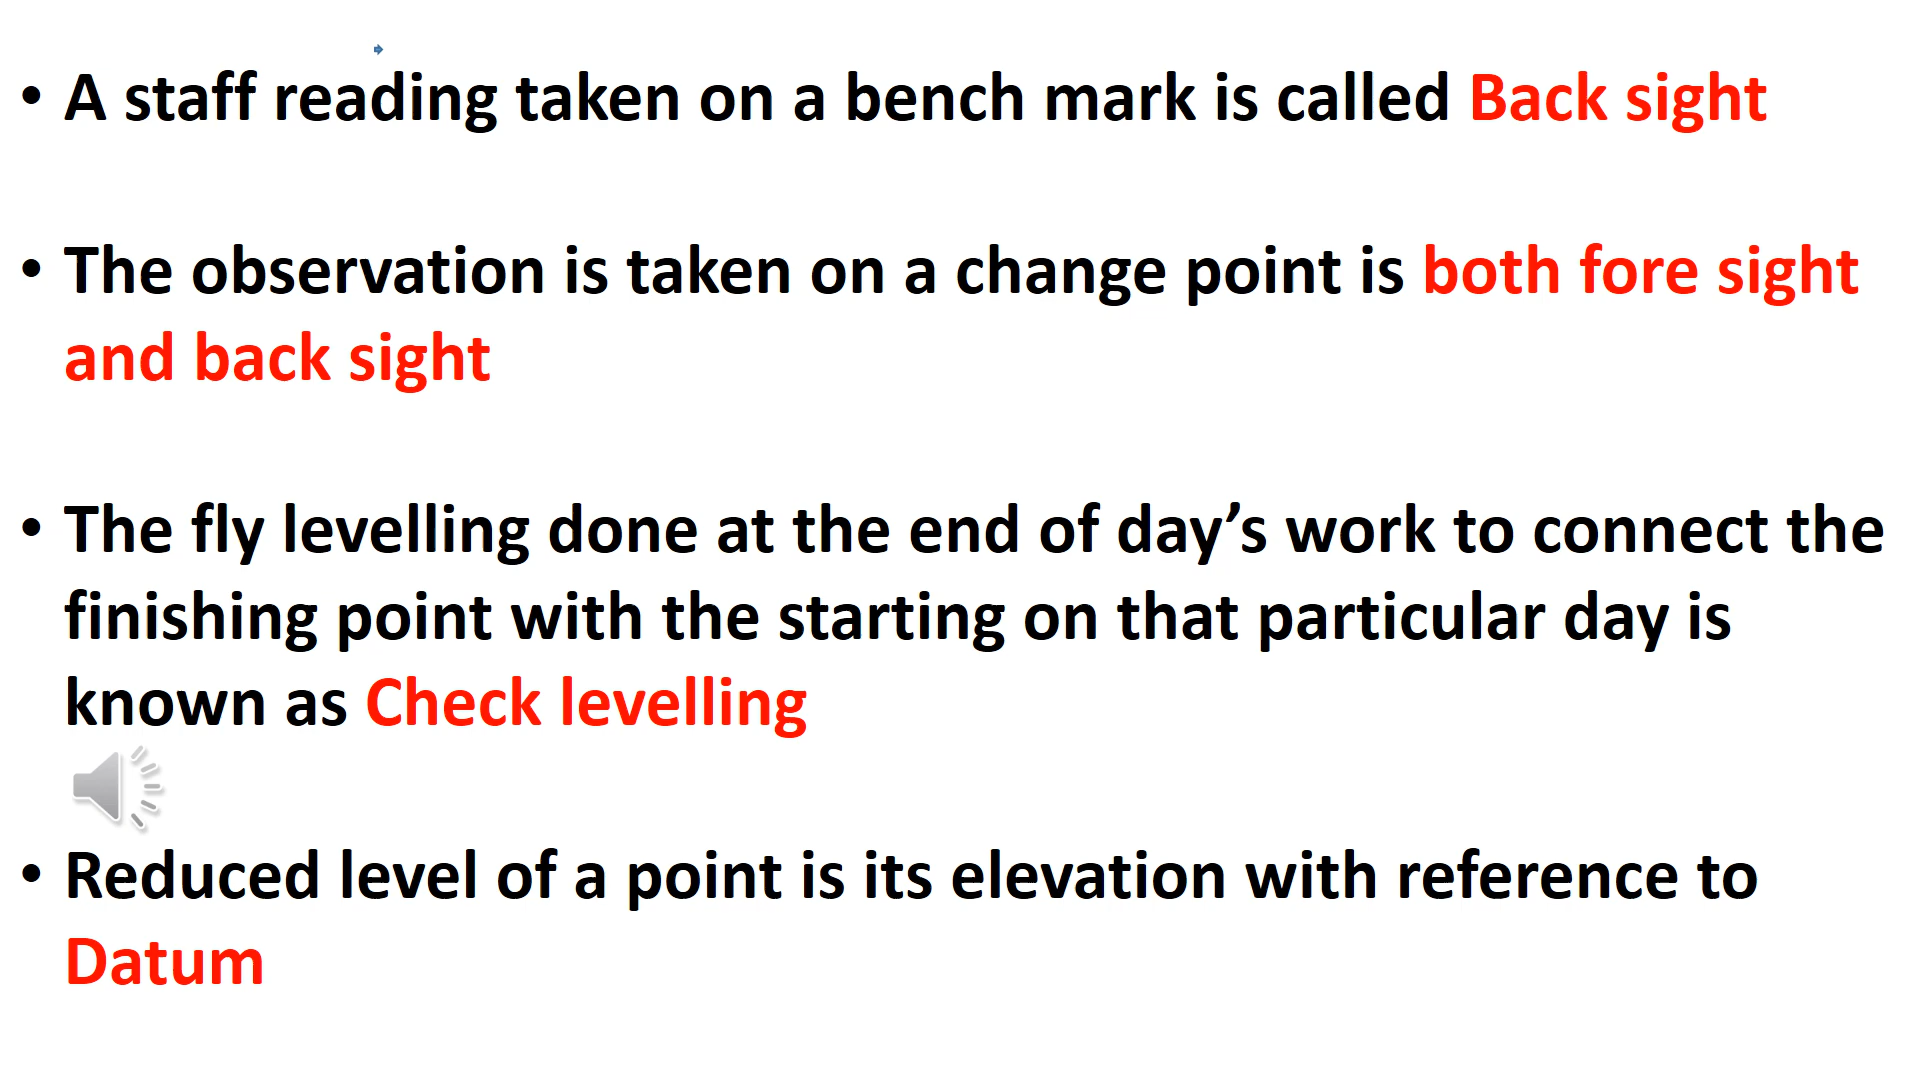 • A staff reading taken on a bench mark is called Back sight
• The observation is taken on a change point is both fore sight
and back sight
• The fly levelling done at the end of day’s work to connect the
finishing point with the starting on that particular day is
known as Check levelling
• Reduced level of a point is its elevation with reference to
Datum